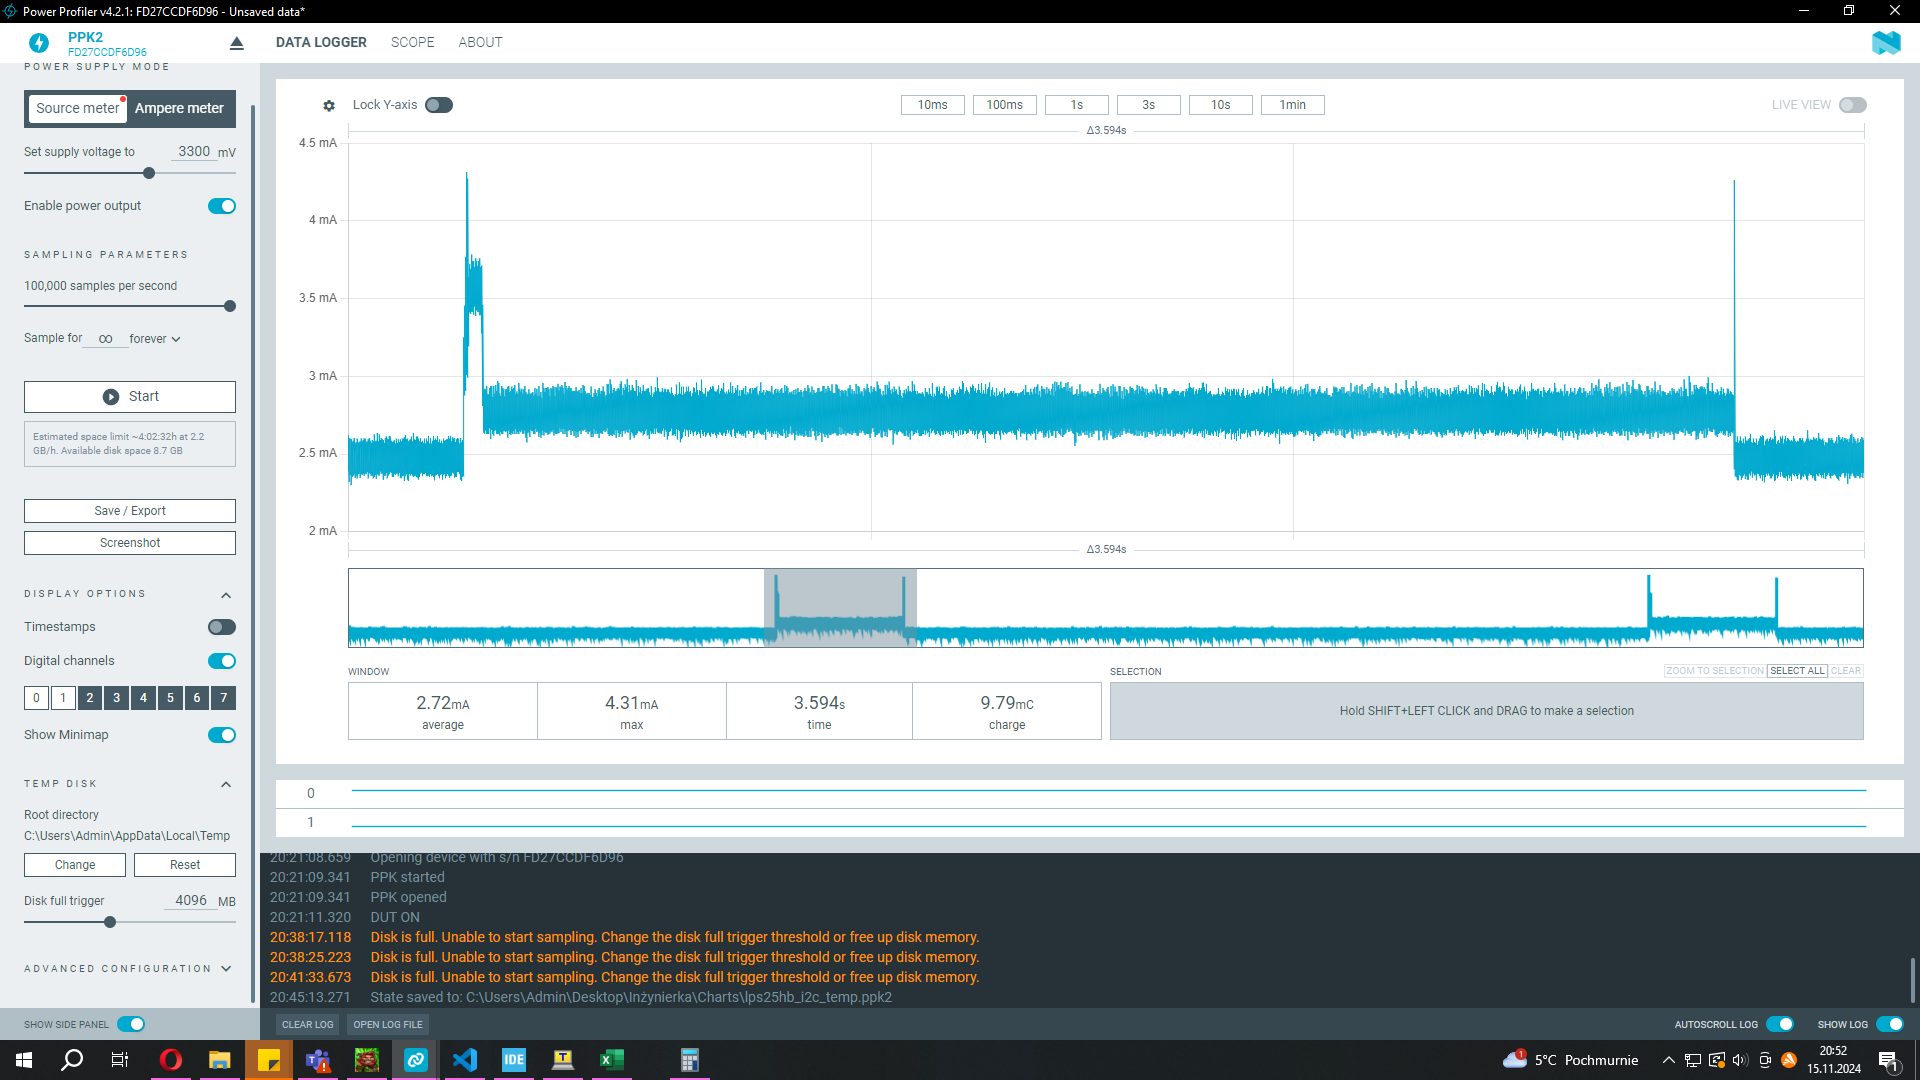 Power Profiler v4.2.1: FD27CCDF6D96 - Unsaved data*
PPK2
FD27CCDF6D96
DATA LOGGER
SCOPE
ABOUT
POWER SUPPLY MODE
Source meter
Ampere meter
Set supply voltage to 3300 mV
Enable power output
SAMPLING PARAMETERS
100,000 samples per second
Sample for ∞ forever
Start
Estimated space limit ~4:02:32h at 2.2
GB/h. Available disk space 8.7 GB
Save / Export
Screenshot
DISPLAY OPTIONS
Timestamps
Digital channels
0 1 2 3 4 5 6 7
Show Minimap
TEMP DISK
Root directory
C:\Users\Admin\AppData\Local\Temp
Change
Reset
Disk full trigger 4096 MB
ADVANCED CONFIGURATION
SHOW SIDE PANEL
Lock Y-axis
10ms
100ms
1s
3s
10s
1min
LIVE VIEW
Δ3.594s
4.5 mA
4 mA
3.5 mA
3 mA
2.5 mA
2 mA
Δ3.594s
WINDOW
2.72mA
average
4.31mA
max
3.594s
time
9.79mC
charge
SELECTION
ZOOM TO SELECTION
SELECT ALL
CLEAR
Hold SHIFT+LEFT CLICK and DRAG to make a selection
0
1
20:21:08.659 Opening device with s/n FD27CCDF6D96
20:21:09.341 PPK started
20:21:09.341 PPK opened
20:21:11.320 DUT ON
20:38:17.118 Disk is full. Unable to start sampling. Change the disk full trigger threshold or free up disk memory.
20:38:25.223 Disk is full. Unable to start sampling. Change the disk full trigger threshold or free up disk memory.
20:41:33.673 Disk is full. Unable to start sampling. Change the disk full trigger threshold or free up disk memory.
20:45:13.271 State saved to: C:\Users\Admin\Desktop\Inżynierka\Charts\lps25hb_i2c_temp.ppk2
CLEAR LOG
OPEN LOG FILE
AUTOSCROLL LOG
SHOW LOG
IDE
T
1
5°C Pochmurnie
20:52
15.11.2024
1